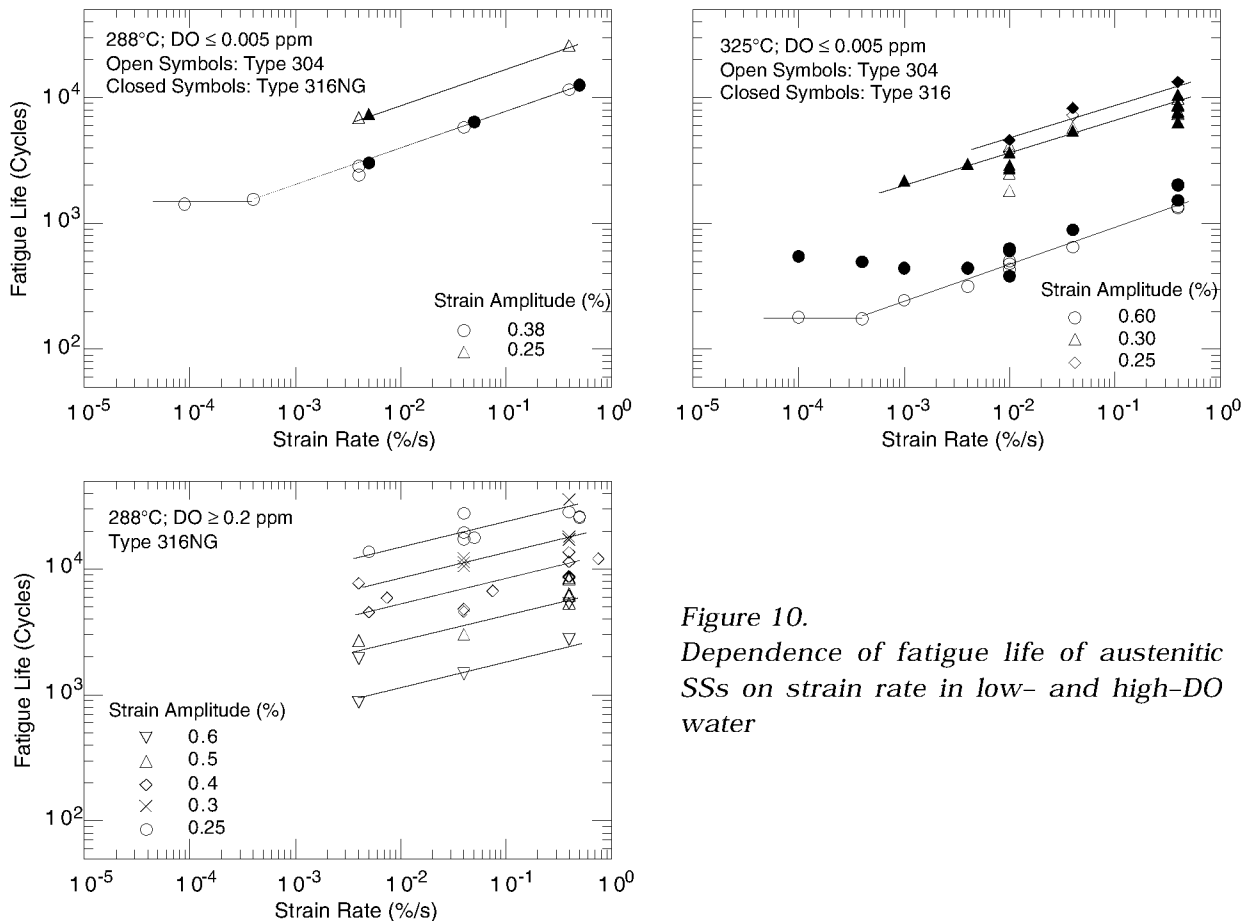 288°C; DO ≤ 0.005 ppm
Open Symbols: Type 304
Closed Symbols: Type 316NG
10^4
10^3
10^2
Fatigue Life (Cycles)
Strain Amplitude (%)
0.38
0.25
10^-5 10^-4 10^-3 10^-2 10^-1 10^0
Strain Rate (%/s)
325°C; DO ≤ 0.005 ppm
Open Symbols: Type 304
Closed Symbols: Type 316
Strain Amplitude (%)
0.60
0.30
0.25
10^-5 10^-4 10^-3 10^-2 10^-1 10^0
Strain Rate (%/s)
288°C; DO ≥ 0.2 ppm
Type 316NG
10^4
10^3
10^2
Fatigue Life (Cycles)
Strain Amplitude (%)
0.6
0.5
0.4
0.3
0.25
10^-5 10^-4 10^-3 10^-2 10^-1 10^0
Strain Rate (%/s)
Figure 10.
Dependence of fatigue life of austenitic
SSs on strain rate in low– and high–DO
water